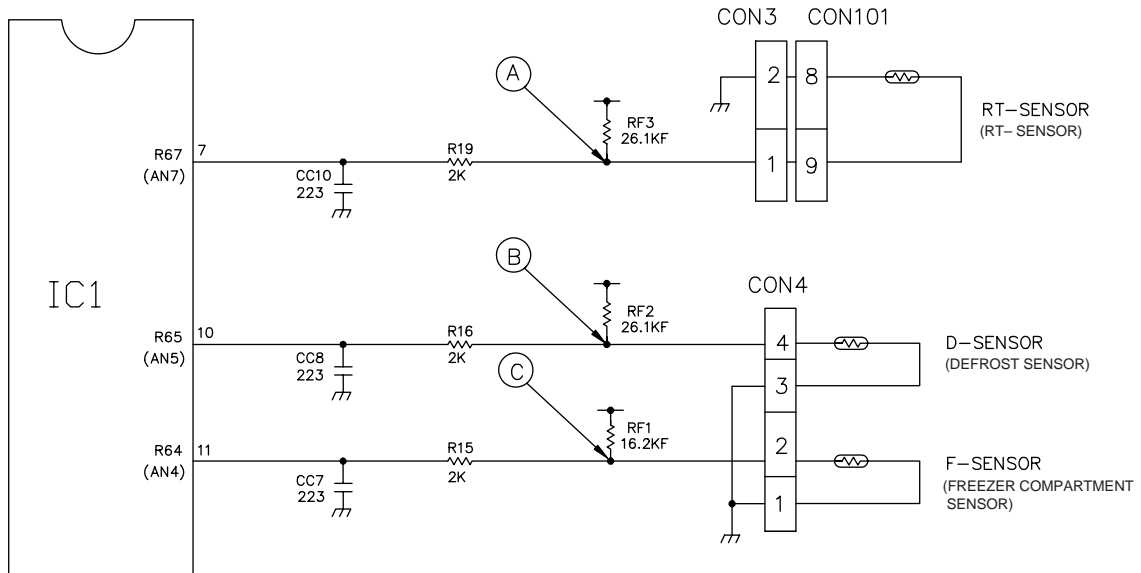 CON3 CON101
A
2 8
RF3
26.1KF
RT-SENSOR
(RT- SENSOR)
R67 7
(AN7)
R19
2K
1 9
CC10
223
B
IC1
CON4
RF2
26.1KF
R65 10
(AN5)
R16
2K
4
D-SENSOR
(DEFROST SENSOR)
CC8
223
C
3
RF1
16.2KF
R64 11
(AN4)
R15
2K
2
F-SENSOR
(FREEZER COMPARTMENT
SENSOR)
CC7
223
1